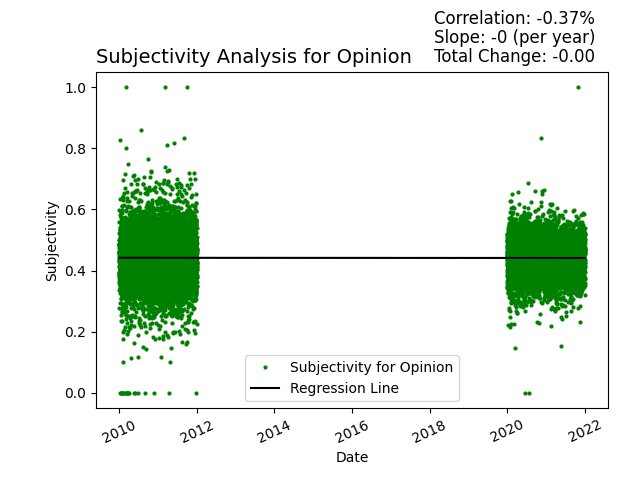 Correlation: -0.37%
Slope: -0 (per year)
Total Change: -0.00
Subjectivity Analysis for Opinion
1.0
0.8
0.6
0.4
0.2
0.0
Subjectivity
Subjectivity for Opinion
Regression Line
2010
2012
2014
2016
2018
2020
2022
Date